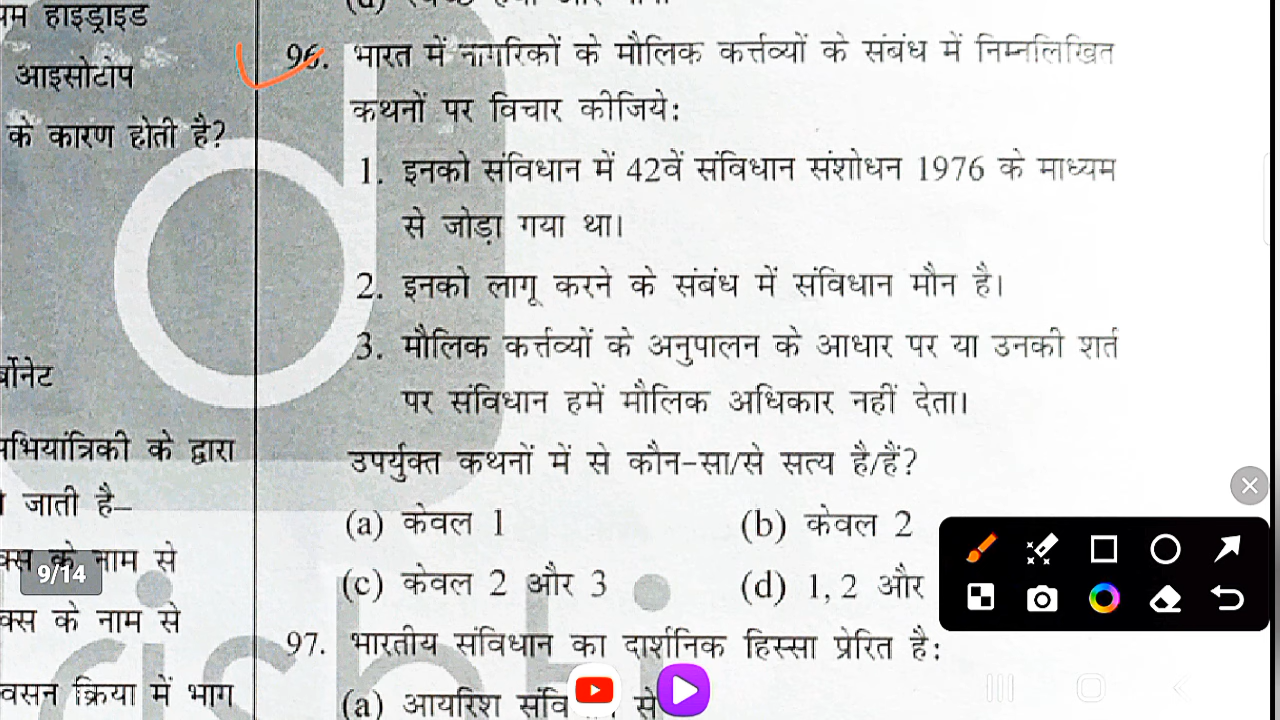 यम हाइड्राइड
आइसोटोप
के कारण होती है?
र्बोनेट
भियांत्रिकी के द्वारा
जाती है–
क्स के नाम से
क्स के नाम से
वसन क्रिया में भाग
96. भारत में नागरिकों के मौलिक कर्त्तव्यों के संबंध में निम्नलिखित
कथनों पर विचार कीजिये:
1. इनको संविधान में 42वें संविधान संशोधन 1976 के माध्यम
से जोड़ा गया था।
2. इनको लागू करने के संबंध में संविधान मौन है।
3. मौलिक कर्त्तव्यों के अनुपालन के आधार पर या उनकी शर्त
पर संविधान हमें मौलिक अधिकार नहीं देता।
उपर्युक्त कथनों में से कौन-सा/से सत्य है/हैं?
(a) केवल 1 (b) केवल 2
(c) केवल 2 और 3 (d) 1, 2 और
97. भारतीय संविधान का दार्शनिक हिस्सा प्रेरित है:
(a) आयरिश संवि से
9/14